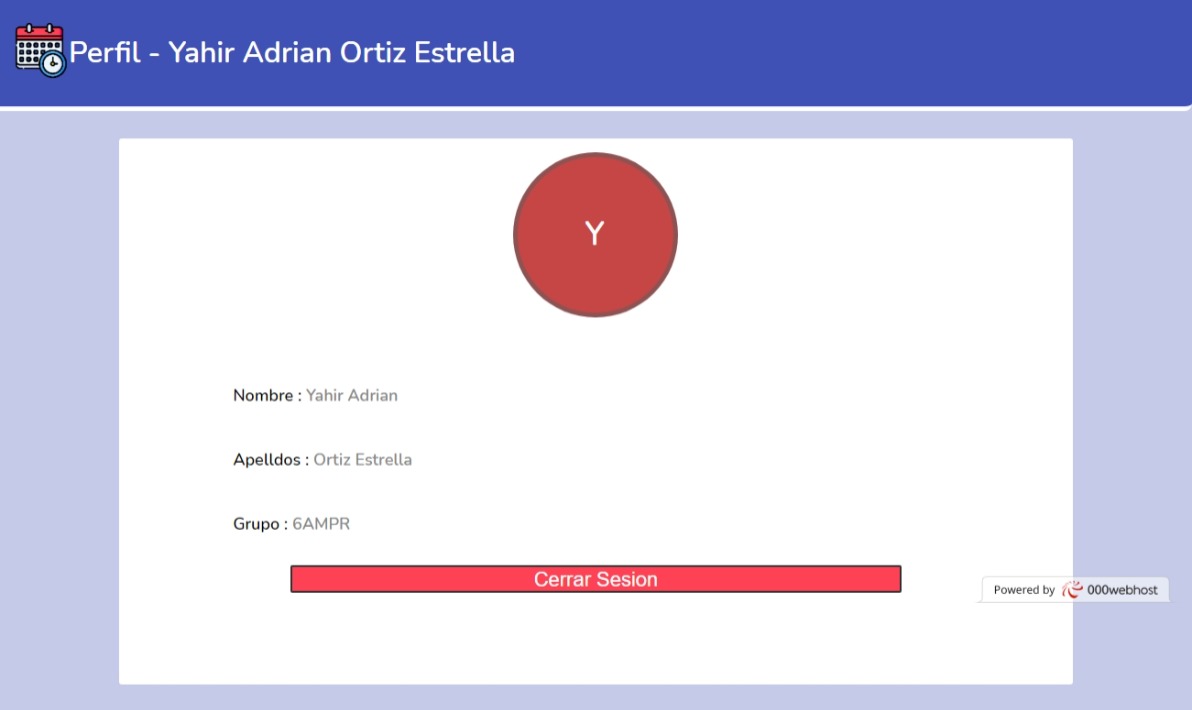 Perfil - Yahir Adrian Ortiz Estrella
Y
Nombre : Yahir Adrian
Apelldos : Ortiz Estrella
Grupo : 6AMPR
Cerrar Sesion
Powered by 000webhost